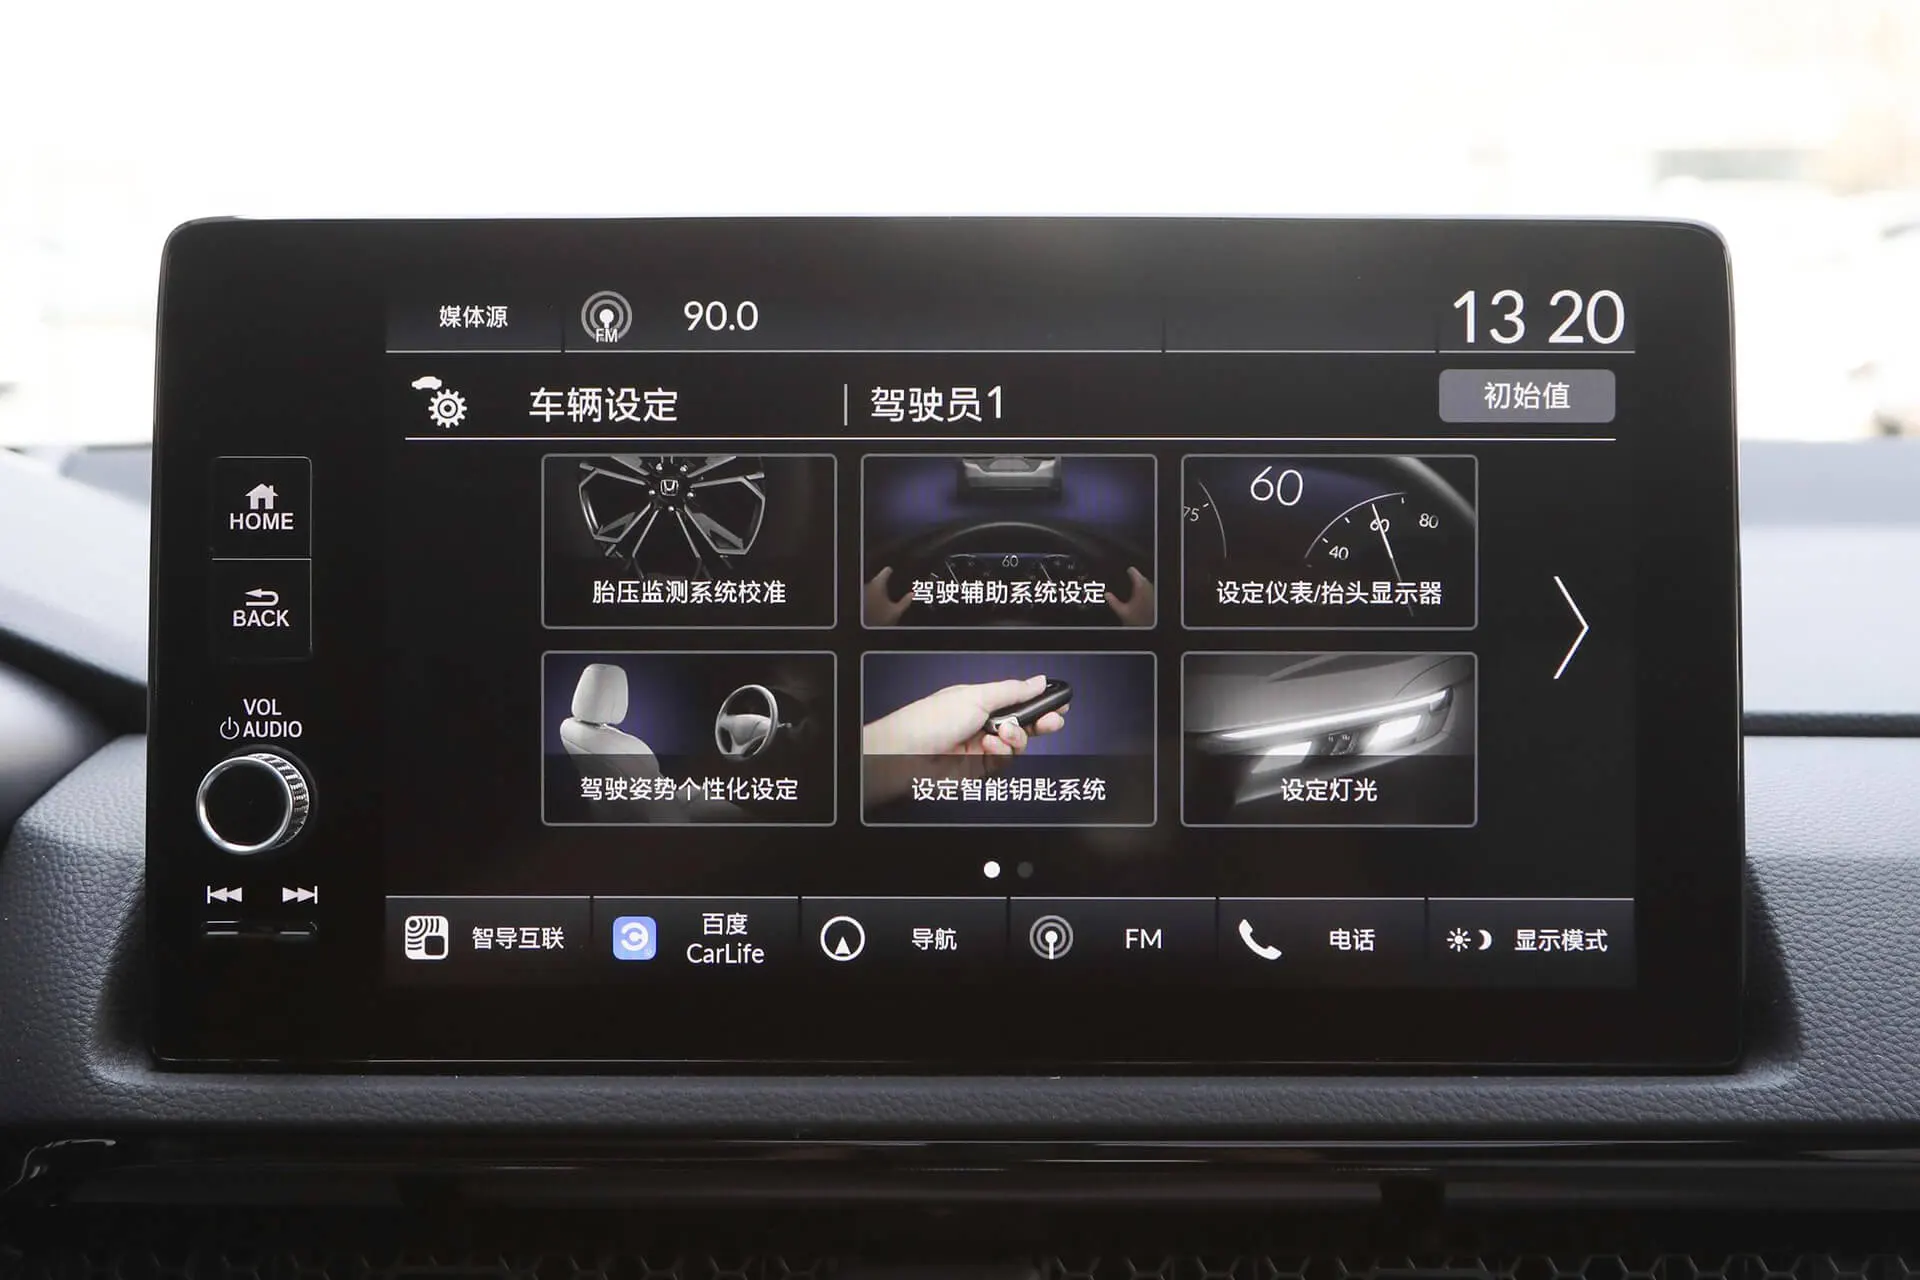 媒体源
FM
90.0
13 20
车辆设定
驾驶员1
初始值
HOME
BACK
VOL
AUDIO
胎压监测系统校准
60
驾驶辅助系统设定
60
75
40
60
80
设定仪表/抬头显示器
驾驶姿势个性化设定
设定智能钥匙系统
设定灯光
智导互联
百度
CarLife
导航
FM
电话
显示模式